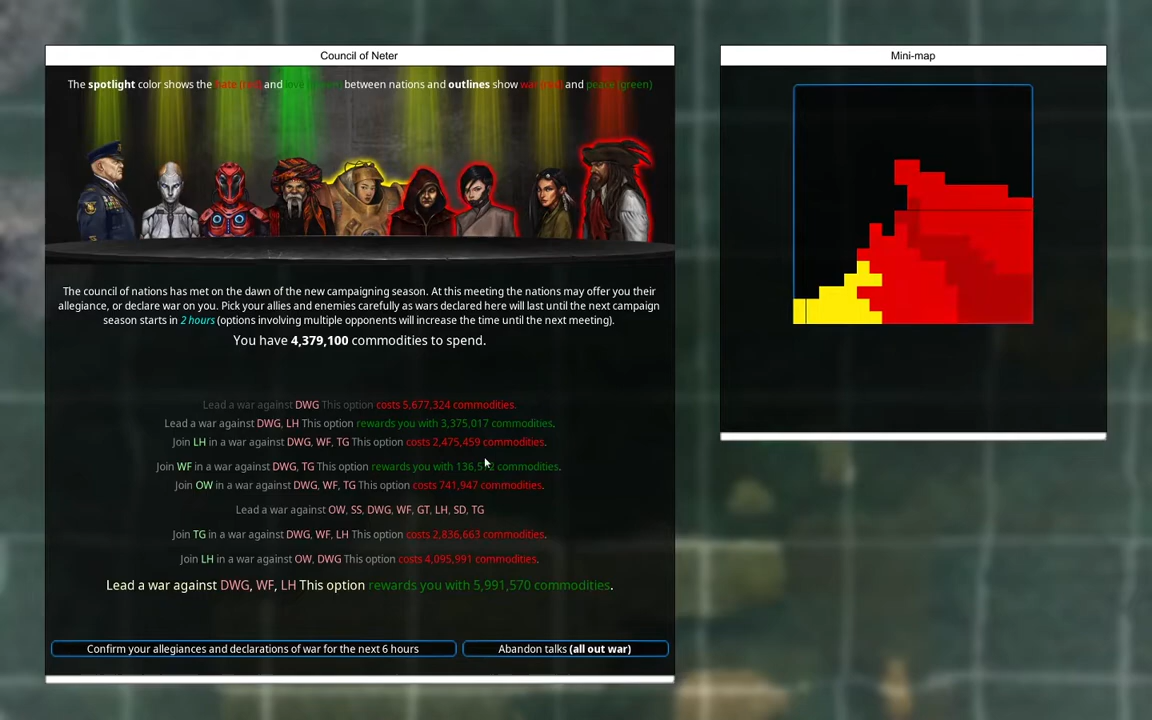 Council of Neter
Mini-map
The spotlight color shows the hate (red) and love (green) between nations and outlines show war (red) and peace (green)
The council of nations has met on the dawn of the new campaigning season. At this meeting the nations may offer you their
allegiance, or declare war on you. Pick your allies and enemies carefully as wars declared here will last until the next campaign
season starts in 2 hours (options involving multiple opponents will increase the time until the next meeting).
You have 4,379,100 commodities to spend.
Lead a war against DWG This option costs 5,677,324 commodities.
Lead a war against DWG, LH This option rewards you with 3,375,017 commodities.
Join LH in a war against DWG, WF, TG This option costs 2,475,459 commodities.
Join WF in a war against DWG, TG This option rewards you with commodities.
Join OW in a war against DWG, WF, TG This option costs 741,947 commodities.
Lead a war against OW, SS, DWG, WF, GT, LH, SD, TG
Join TG in a war against DWG, WF, LH This option costs 2,836,663 commodities.
Join LH in a war against OW, DWG This option costs 4,095,991 commodities.
Lead a war against DWG, WF, LH This option rewards you with 5,991,570 commodities.
Confirm your allegiances and declarations of war for the next 6 hours
Abandon talks (all out war)